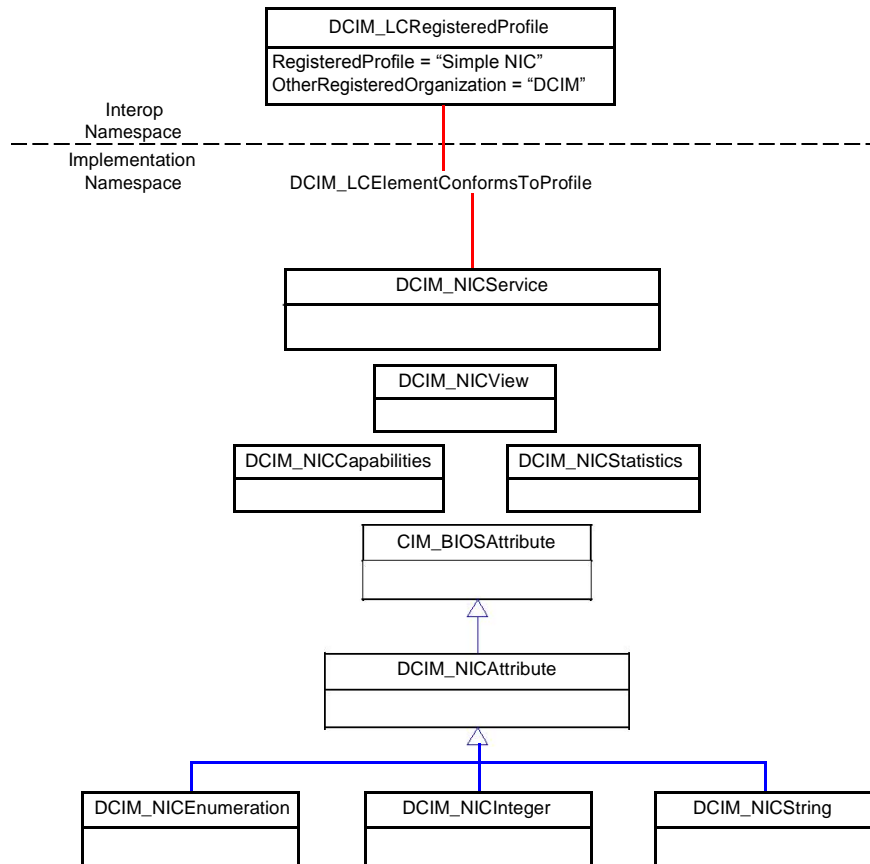 DCIM_LCRegisteredProfile
RegisteredProfile = “Simple NIC”
OtherRegisteredOrganization = “DCIM”
Interop
Namespace
Implementation
Namespace
DCIM_LCElementConformsToProfile
DCIM_NICService
DCIM_NICView
DCIM_NICCapabilities
DCIM_NICStatistics
CIM_BIOSAttribute
DCIM_NICAttribute
DCIM_NICEnumeration
DCIM_NICInteger
DCIM_NICString